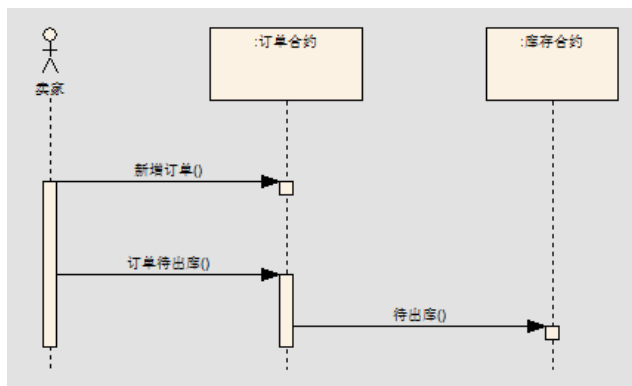 :订单合约
:库存合约
卖家
新增订单()
订单待出库()
待出库()